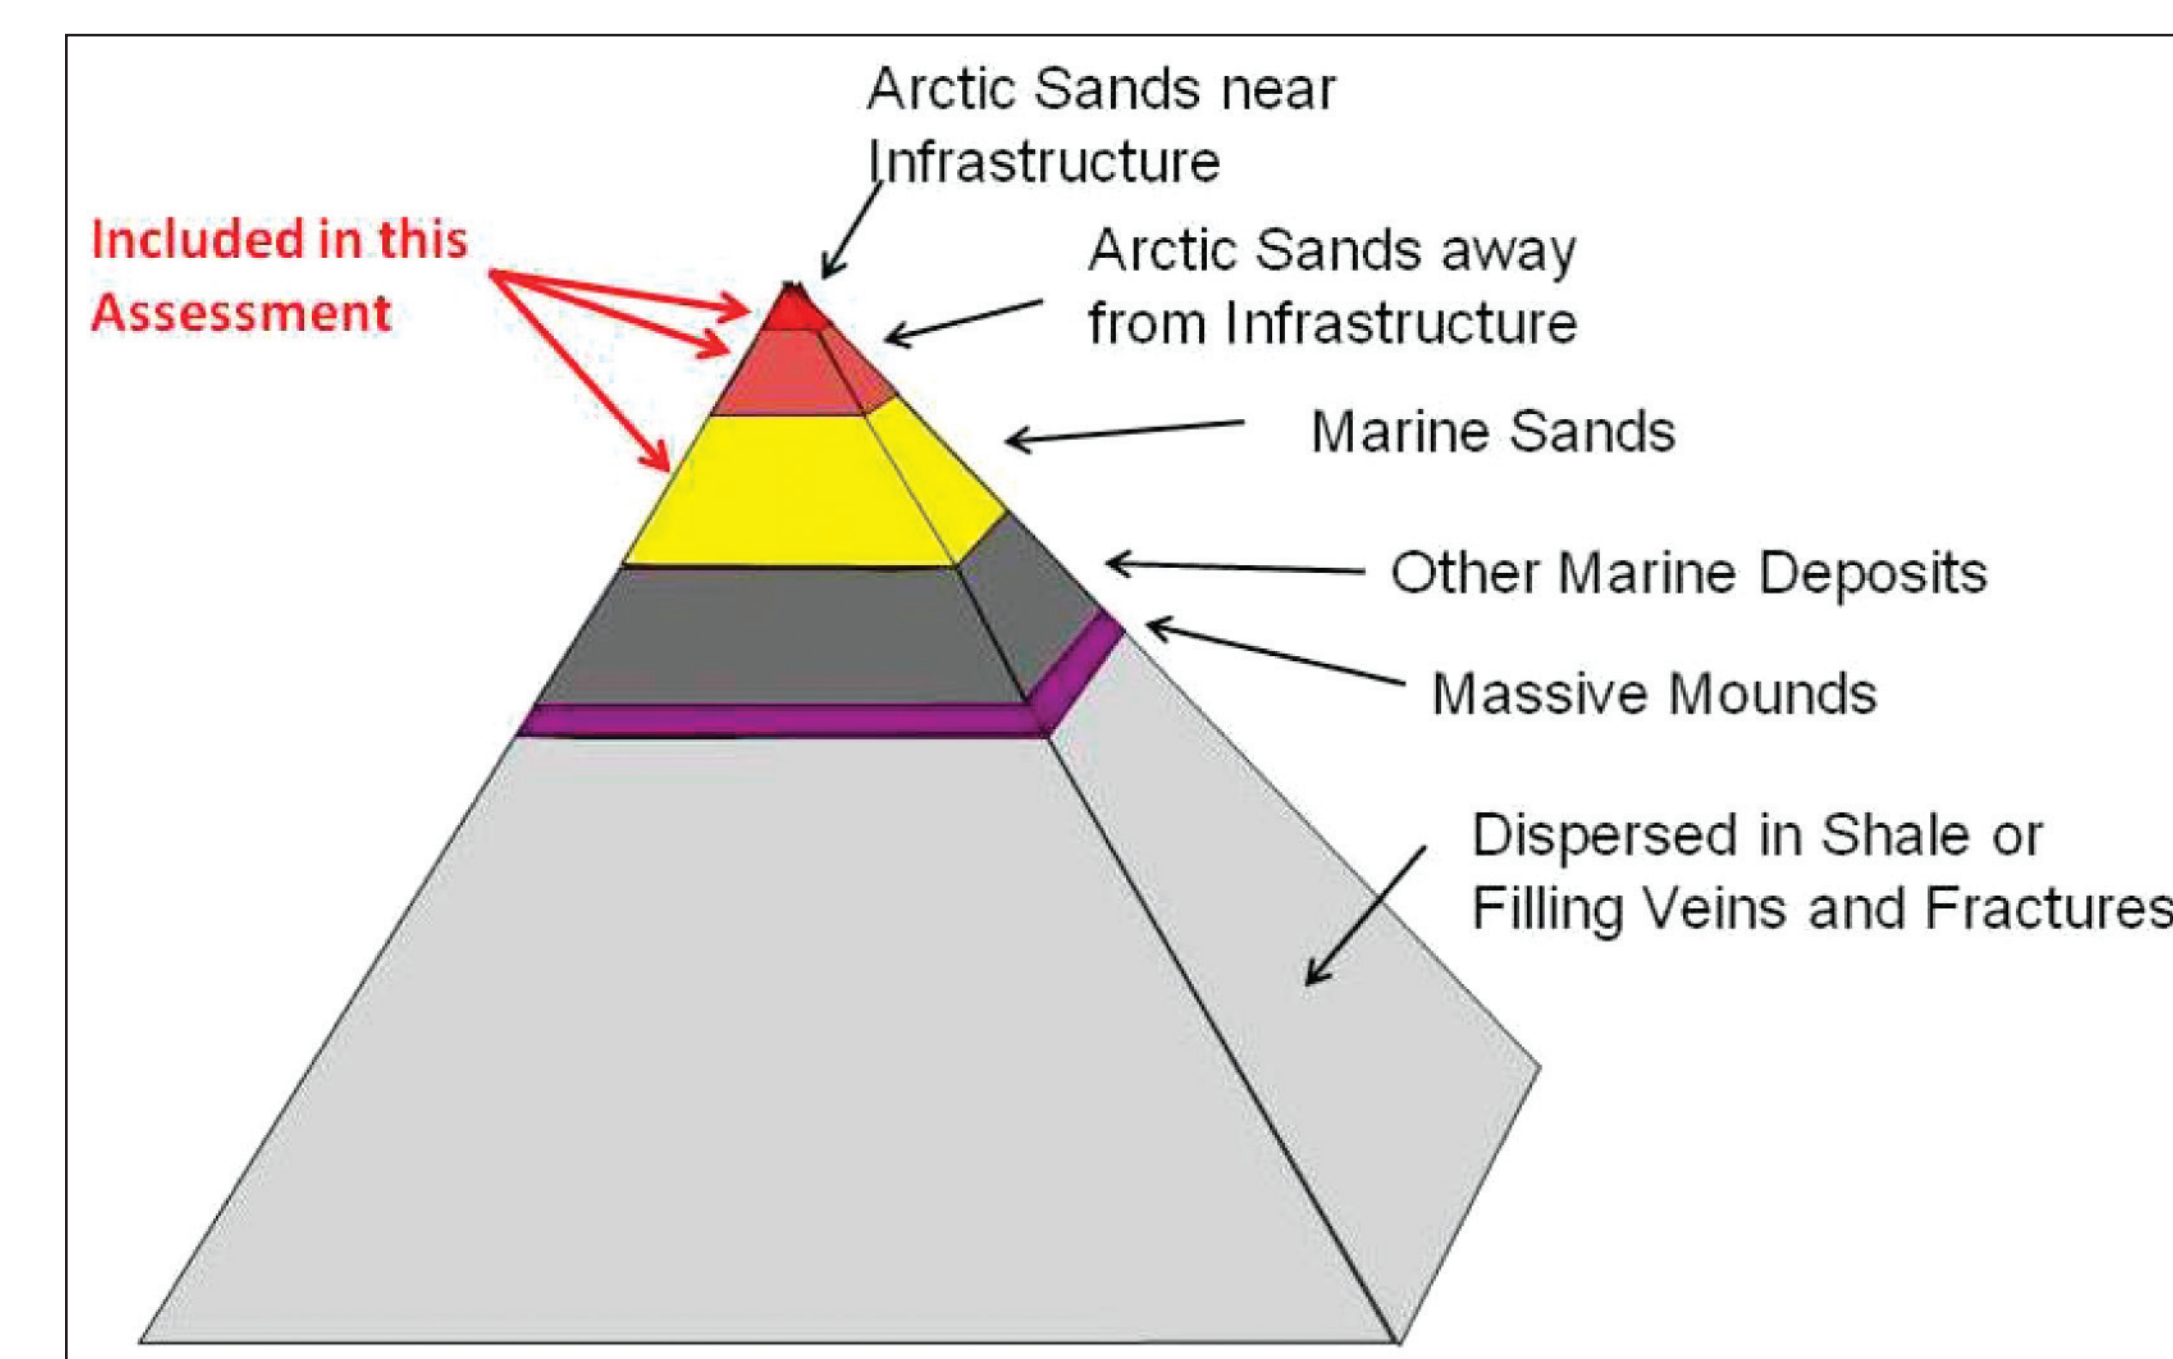 Arctic Sands near
Infrastructure
Included in this
Assessment
Arctic Sands away
from Infrastructure
Marine Sands
Other Marine Deposits
Massive Mounds
Dispersed in Shale or
Filling Veins and Fractures